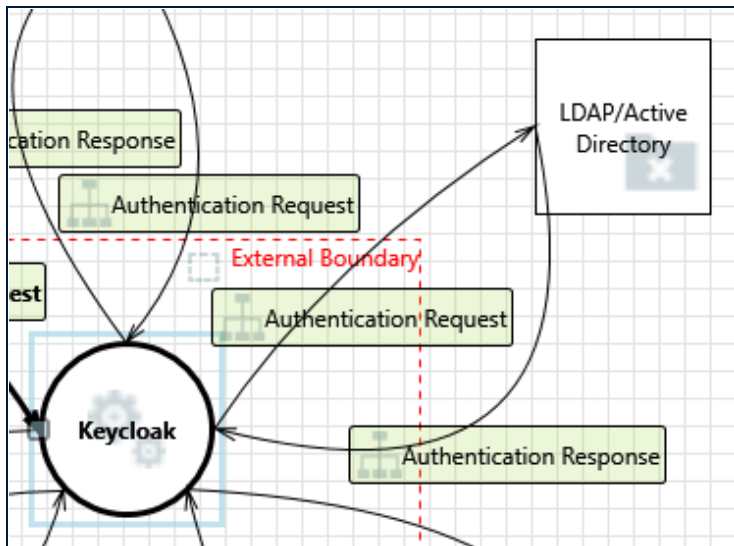 LDAP/Active
Directory
cation Response
Authentication Request
External Boundary
est
Authentication Request
Keycloak
Authentication Response